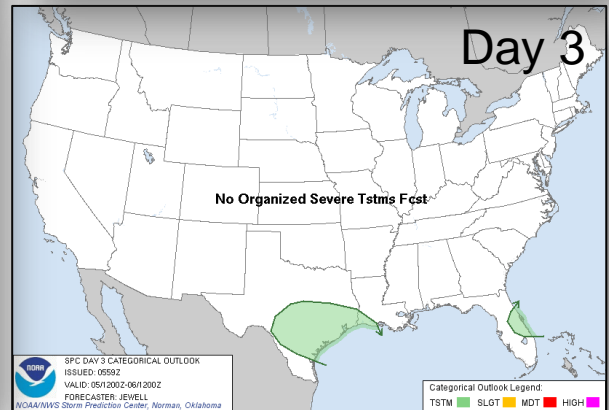 Day 3
No Organized Severe Tstms Fcst
NOAA
SPC DAY 3 CATEGORICAL OUTLOOK
ISSUED: 0559Z
VALID: 05/1200Z-06/1200Z
FORECASTER: JEWELL
NOAA/NWS Storm Prediction Center, Norman, Oklahoma
Categorical Outlook Legend:
TSTM SLGT MDT HIGH